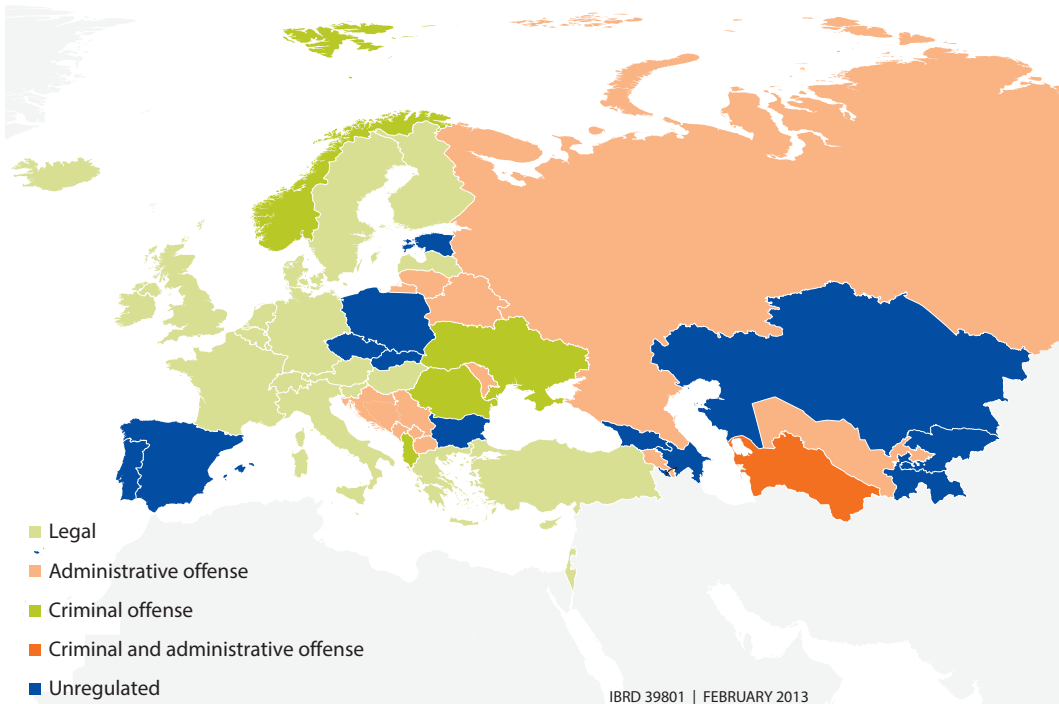 Legal
Administrative offense
Criminal offense
Criminal and administrative offense
Unregulated
IBRD 39801 | FEBRUARY 2013